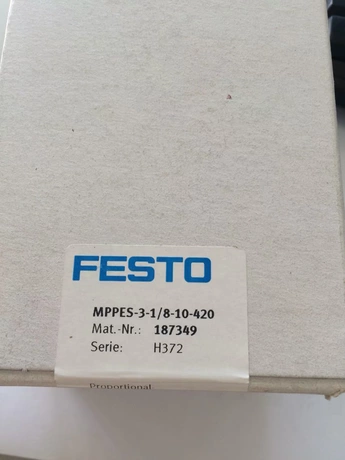 FESTO
MPPES-3-1/8-10-420
Mat.-Nr.: 187349
Serie: H372
Proportional